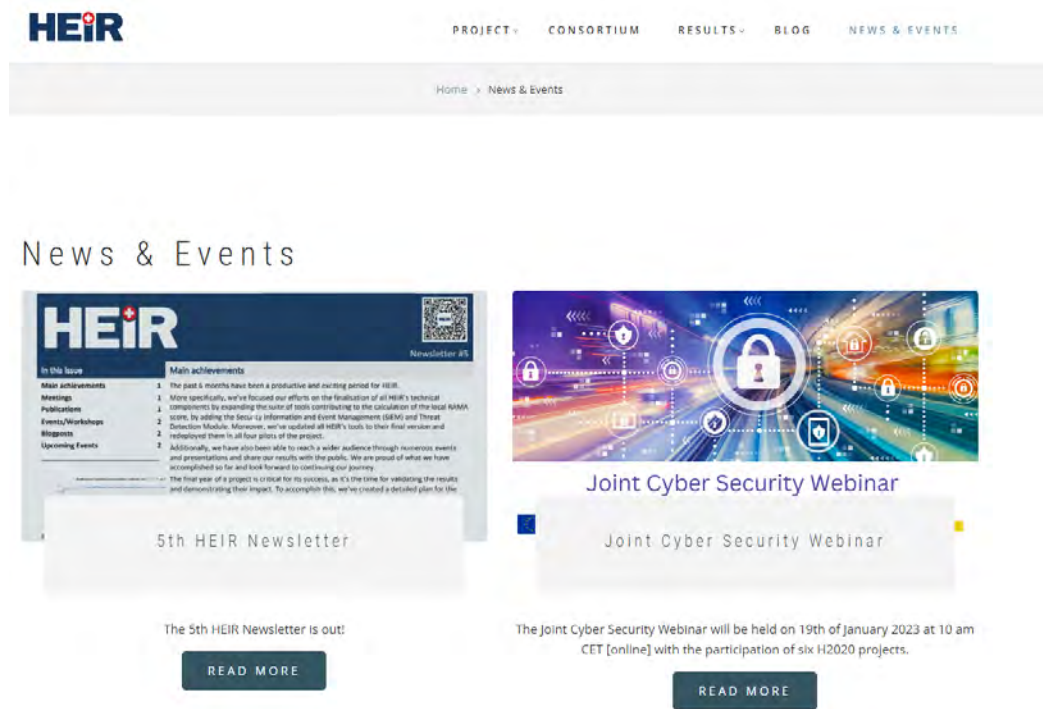 HEiR
PROJECT CONSORTIUM RESULTS BLOG NEWS & EVENTS
Home > News & Events
News & Events
HEiR
Newsletter #5
In this issue
Main achievements 1
Meetings 1
Publications 1
Events/Workshops 2
Blogposts 2
Upcoming Events 2
Main achievements
The past 6 months have been a productive and exciting period for HEIR.
More specifically, we've focused our efforts on the finalisation of all HEIR's technical
components by expanding the suite of tools contributing to the calculation of the local RAMA
score, by adding the Security Information and Event Management (SIEM) and Threat
Detection Module. Moreover, we've updated all HEIR's tools to their final version and
redeployed them in all four pilots of the project.
Additionally, we have also been able to reach a wider audience through numerous events
and presentations and share our results with the public. We are proud of what we have
accomplished so far and look forward to continuing our journey.
The final year of a project is critical for its success, as it's the time for validating the results
and demonstrating their impact. To accomplish this, we've created a detailed plan for the
5th HEIR Newsletter
The 5th HEIR Newsletter is out!
READ MORE
Joint Cyber Security Webinar
Joint Cyber Security Webinar
The Joint Cyber Security Webinar will be held on 19th of January 2023 at 10 am
CET [online] with the participation of six H2020 projects.
READ MORE